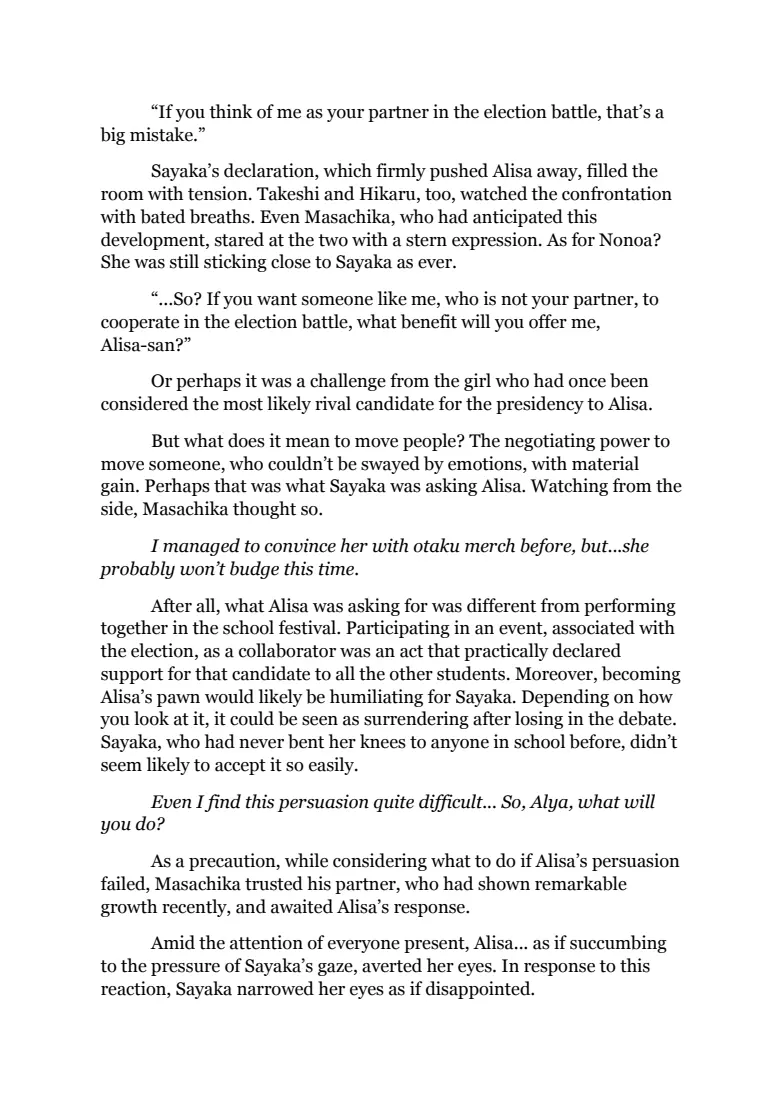 “If you think of me as your partner in the election battle, that’s a
big mistake.”
Sayaka’s declaration, which firmly pushed Alisa away, filled the
room with tension. Takeshi and Hikaru, too, watched the confrontation
with bated breaths. Even Masachika, who had anticipated this
development, stared at the two with a stern expression. As for Nonoa?
She was still sticking close to Sayaka as ever.
“...So? If you want someone like me, who is not your partner, to
cooperate in the election battle, what benefit will you offer me,
Alisa-san?”
Or perhaps it was a challenge from the girl who had once been
considered the most likely rival candidate for the presidency to Alisa.
But what does it mean to move people? The negotiating power to
move someone, who couldn’t be swayed by emotions, with material
gain. Perhaps that was what Sayaka was asking Alisa. Watching from the
side, Masachika thought so.
I managed to convince her with otaku merch before, but...she
probably won’t budge this time.
After all, what Alisa was asking for was different from performing
together in the school festival. Participating in an event, associated with
the election, as a collaborator was an act that practically declared
support for that candidate to all the other students. Moreover, becoming
Alisa’s pawn would likely be humiliating for Sayaka. Depending on how
you look at it, it could be seen as surrendering after losing in the debate.
Sayaka, who had never bent her knees to anyone in school before, didn’t
seem likely to accept it so easily.
Even I find this persuasion quite difficult... So, Alya, what will
you do?
As a precaution, while considering what to do if Alisa’s persuasion
failed, Masachika trusted his partner, who had shown remarkable
growth recently, and awaited Alisa’s response.
Amid the attention of everyone present, Alisa... as if succumbing
to the pressure of Sayaka’s gaze, averted her eyes. In response to this
reaction, Sayaka narrowed her eyes as if disappointed.